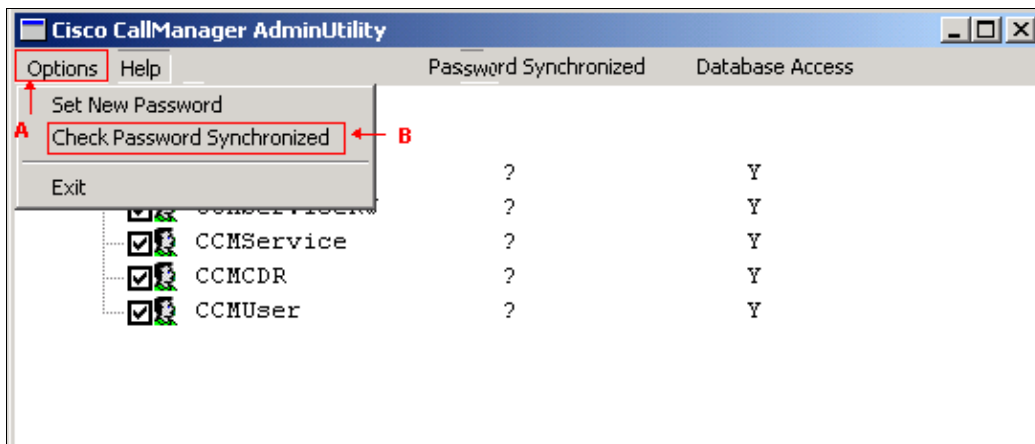 Cisco CallManager AdminUtility
Options Help Password Synchronized Database Access
A Set New Password
Check Password Synchronized B
? Y
Exit
? Y
CCMService ? Y
CCMCDR ? Y
CCMUser ? Y